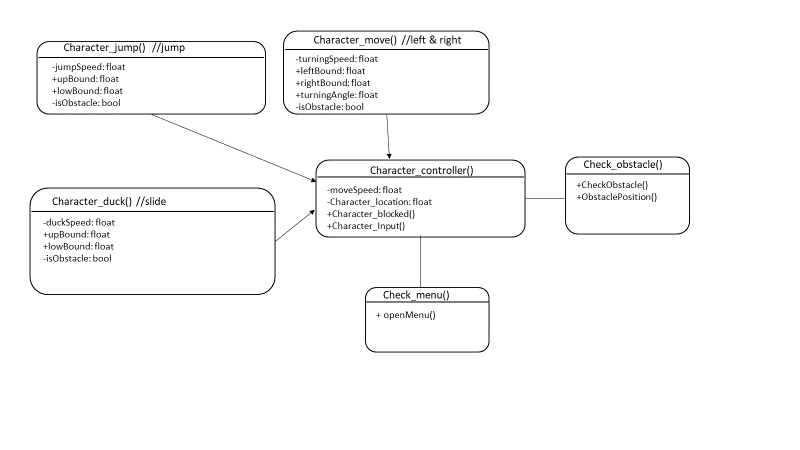 Character_jump() //jump
-jumpSpeed: float
+upBound: float
+lowBound: float
-isObstacle: bool
Character_move() //left & right
-turningSpeed: float
+leftBound: float
+rightBound: float
+turningAngle: float
-isObstacle: bool
Character_controller()
-moveSpeed: float
-Character_location: float
+Character_blocked()
+Character_Input()
Check_obstacle()
+CheckObstacle()
+ObstaclePosition()
Character_duck() //slide
-duckSpeed: float
+upBound: float
+lowBound: float
-isObstacle: bool
Check_menu()
+ openMenu()